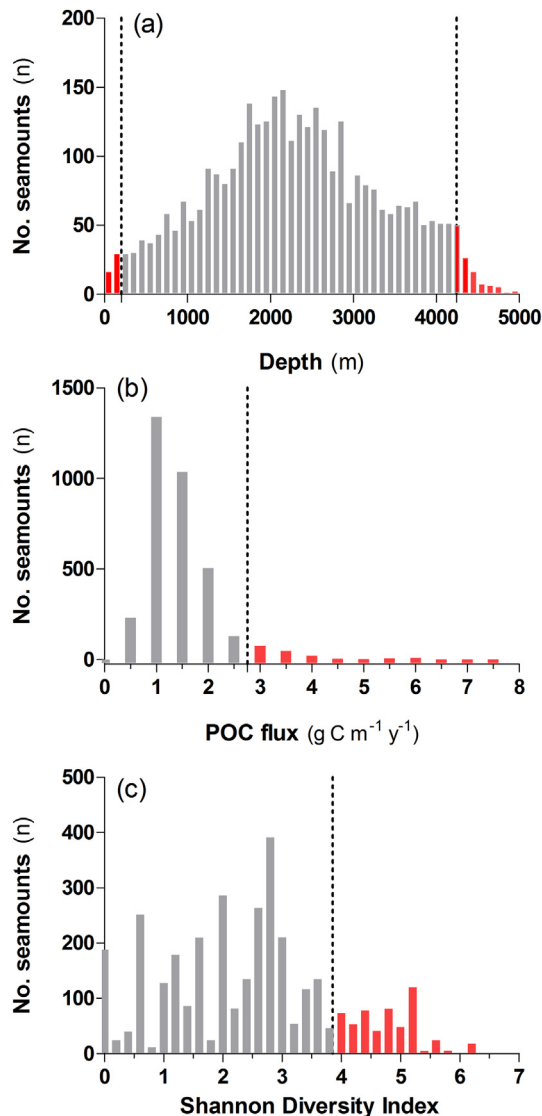 (a)
200
150
100
50
0
No. seamounts (n)
0 1000 2000 3000 4000 5000
Depth (m)
(b)
1500
1000
500
0
No. seamounts (n)
0 1 2 3 4 5 6 7 8
POC flux (g C m⁻¹ y⁻¹)
(c)
500
400
300
200
100
0
No. seamounts (n)
0 1 2 3 4 5 6 7
Shannon Diversity Index